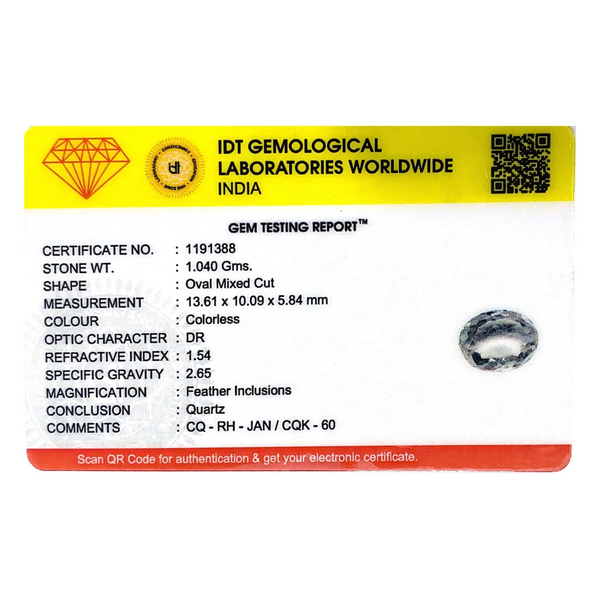 IDT GEMOLOGICAL
LABORATORIES WORLDWIDE
INDIA
idt
GEM TESTING REPORT™
CERTIFICATE NO. : 1191388
STONE WT. : 1.040 Gms.
SHAPE : Oval Mixed Cut
MEASUREMENT : 13.61 x 10.09 x 5.84 mm
COLOUR : Colorless
OPTIC CHARACTER : DR
REFRACTIVE INDEX : 1.54
SPECIFIC GRAVITY : 2.65
MAGNIFICATION : Feather Inclusions
CONCLUSION : Quartz
COMMENTS : CQ - RH - JAN / CQK - 60
Scan QR Code for authentication & get your electronic certificate.